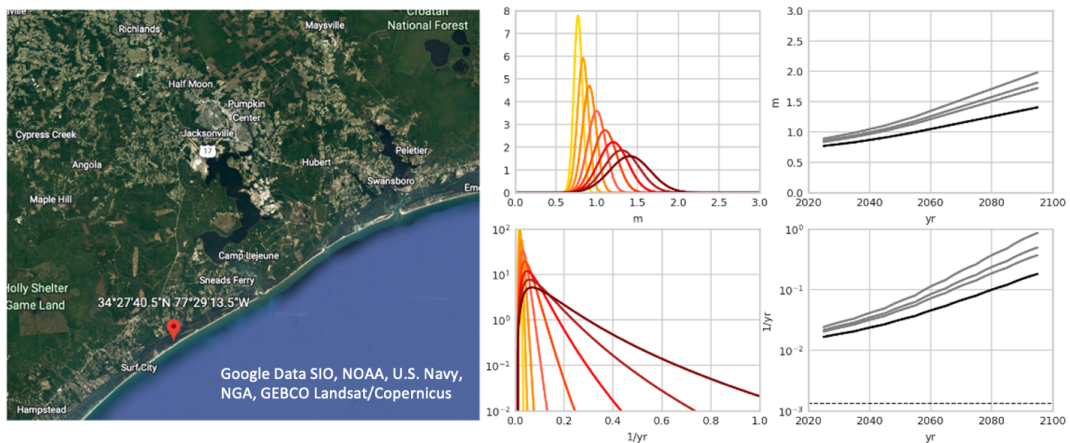 ville
Croatan
National Forest
Richlands
Maysville
Half Moon
Pumpkin
Center
Cypress Creek
Jacksonville
17
Angola
Hubert
Peletier
Swansboro
Eme
Maple Hill
Camp Lejeune
Holly Shelter
Game Land
Sneads Ferry
34°27'40.5"N 77°29'13.5"W
Surf City
Hampstead
Google Data SIO, NOAA, U.S. Navy,
NGA, GEBCO Landsat/Copernicus
8
7
6
5
4
3
2
1
0
0.0 0.5 1.0 1.5 2.0 2.5 3.0
m
3.0
2.5
2.0
1.5
1.0
0.5
0.0
m
2020 2040 2060 2080 2100
yr
10²
10¹
10⁰
10⁻¹
10⁻²
0.0 0.2 0.4 0.6 0.8 1.0
1/yr
10⁰
10⁻¹
10⁻²
10⁻³
1/yr
2020 2040 2060 2080 2100
yr